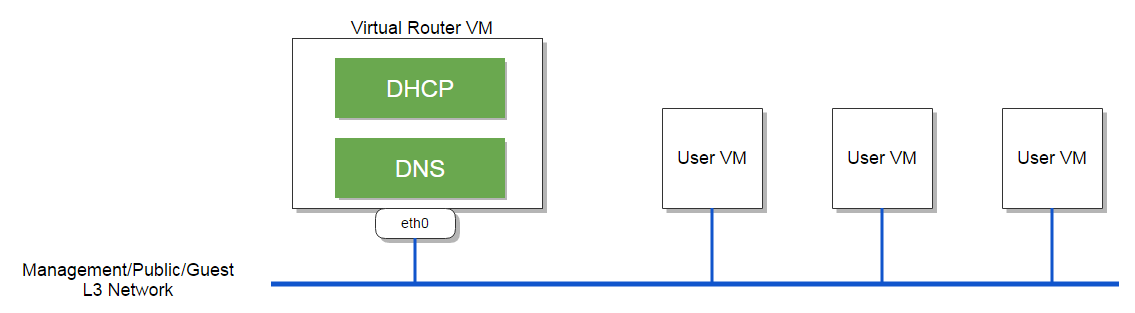 Virtual Router VM
DHCP
DNS
eth0
User VM
User VM
User VM
Management/Public/Guest
L3 Network